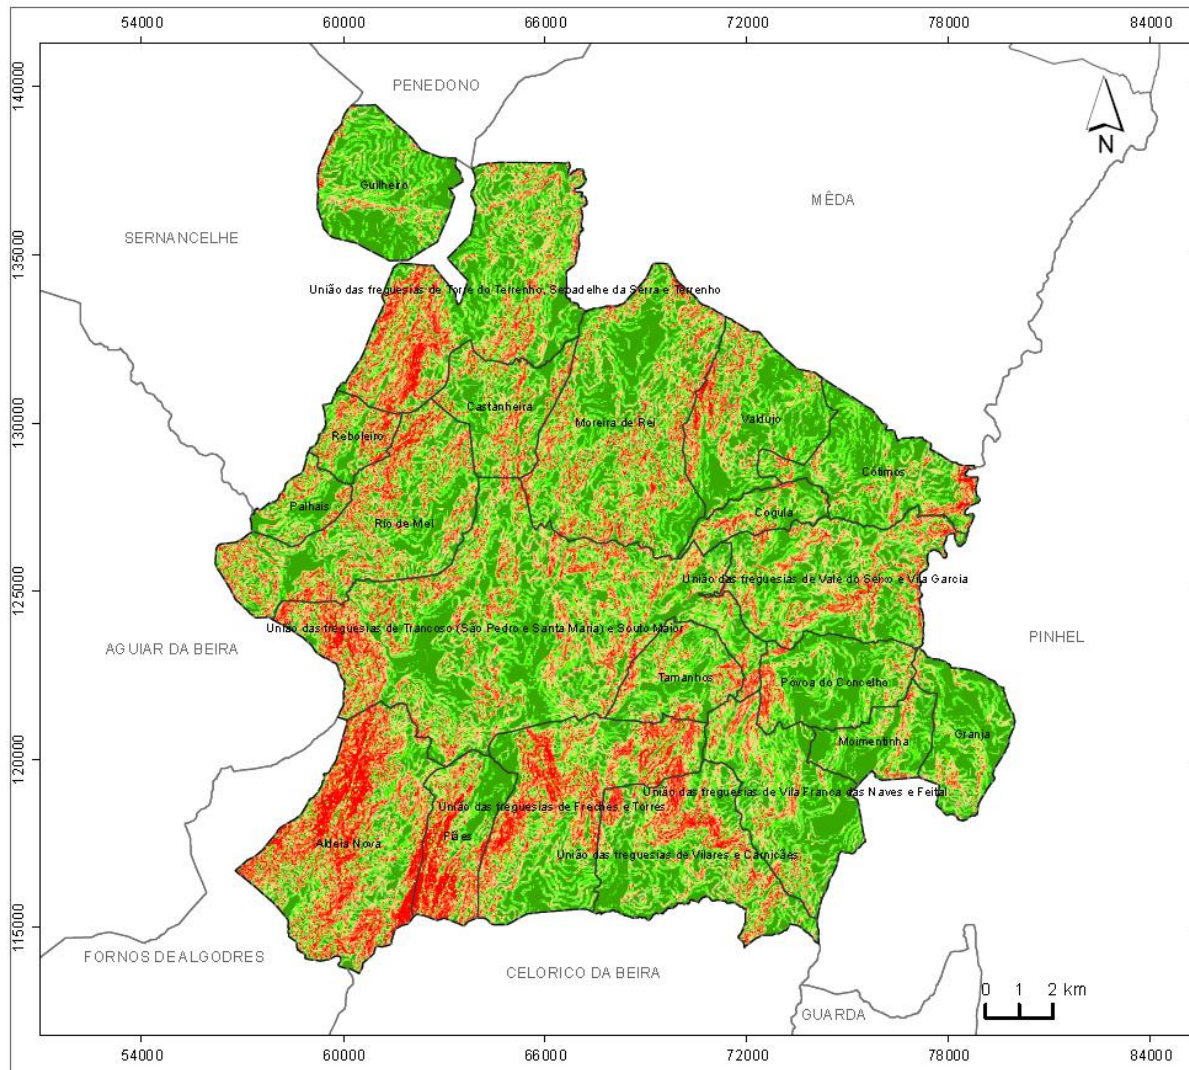 54000 60000 66000 72000 78000 84000
140000
PENEDONO
N
Guilheiro
MÊDA
SERNANCELHE
135000
União das freguesias de Torre do Terrenho, Sebadelhe da Serra e Terrenho
130000
Castanheira
Reboleiro
Moreira de Rei
Valdujo
Cótimos
Palhais
Rio de Mel
Cogula
125000
União das freguesias de Vale do Seixo e Vila Garcia
União das freguesias de Trancoso (São Pedro e Santa Maria) e Souto Maior
PINHEL
AGUIAR DA BEIRA
Tamanhos
Póvoa do Concelho
120000
Moimentinha
Granja
União das freguesias de Vila Franca das Naves e Feital
União das freguesias de Freches e Torres
Aldeia Nova
Fiães
União das freguesias de Vilares e Carnicães
115000
FORNOS DEALGODRES
CELORICO DA BEIRA
0 1 2 km
GUARDA
54000 60000 66000 72000 78000 84000